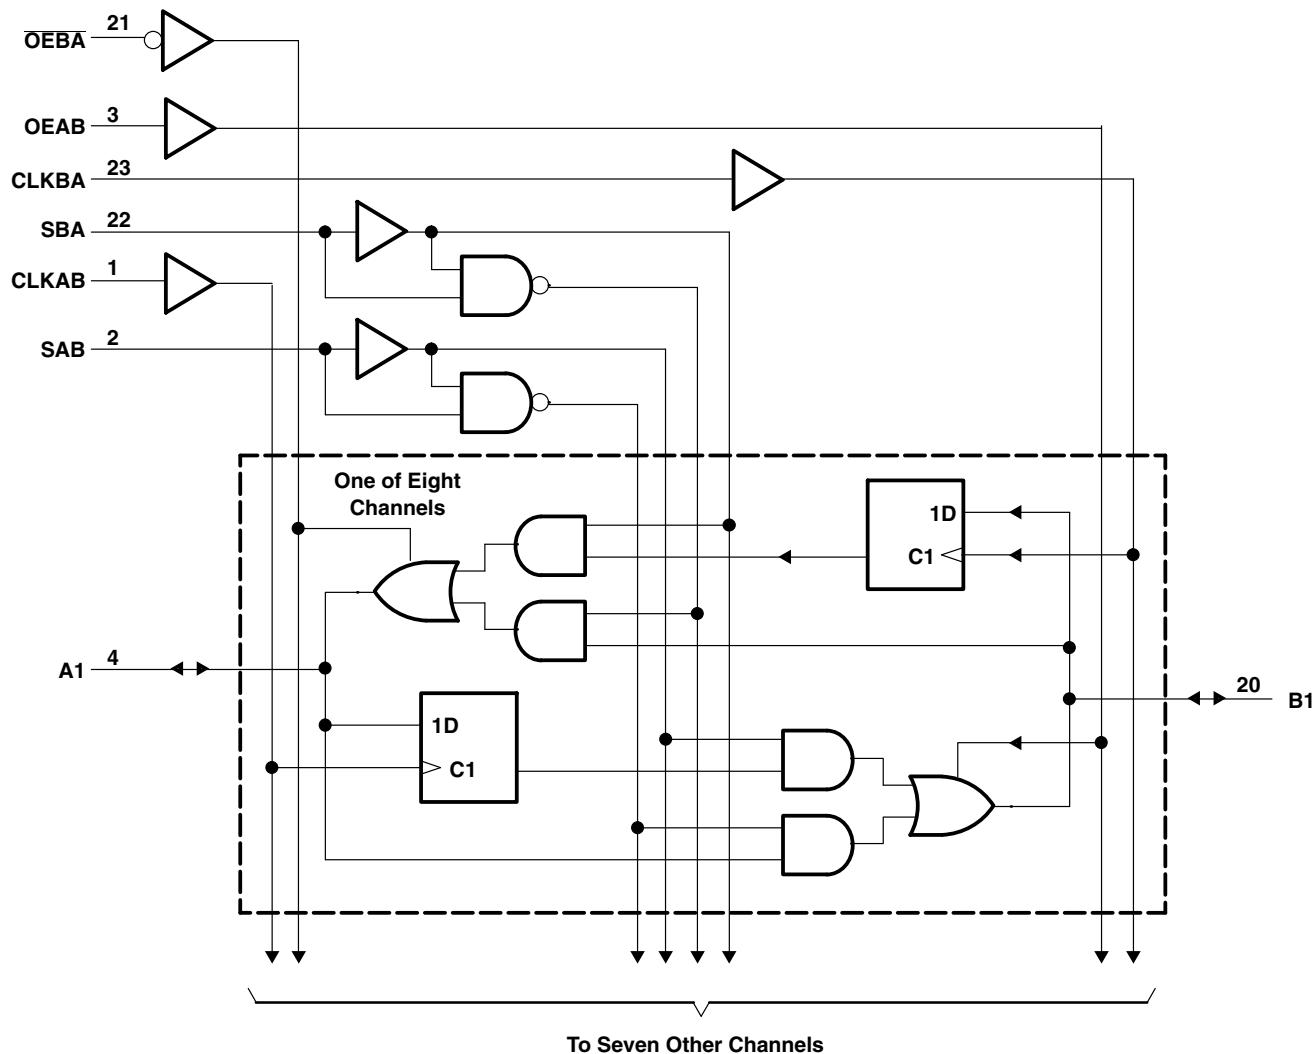 21
OEBA
3
OEAB
23
CLKBA
22
SBA
1
CLKAB
2
SAB
One of Eight
Channels
1D
C1
4
A1
1D
C1
20
B1
To Seven Other Channels